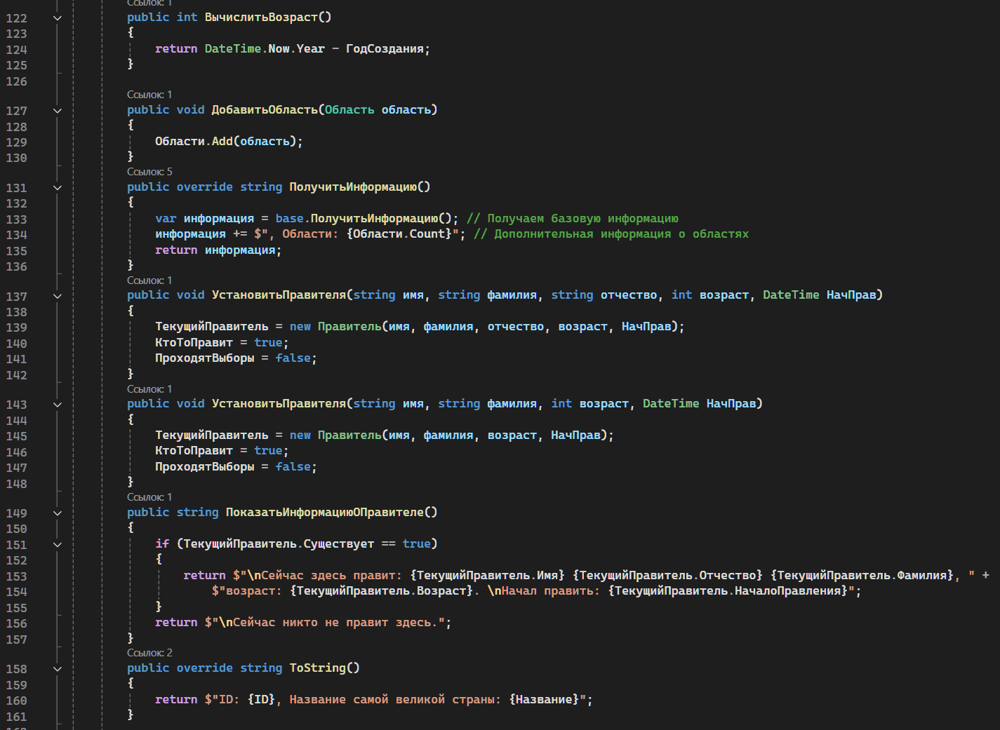 Ссылок: 1
122 public int ВычислитьВозраст()
123 {
124 return DateTime.Now.Year - ГодСоздания;
125 }
126
Ссылок: 1
127 public void ДобавитьОбласть(Область область)
128 {
129 Области.Add(область);
130 }
Ссылок: 5
131 public override string ПолучитьИнформацию()
132 {
133 var информация = base.ПолучитьИнформацию(); // Получаем базовую информацию
134 информация += $", Области: {Области.Count}"; // Дополнительная информация о областях
135 return информация;
136 }
Ссылок: 1
137 public void УстановитьПравителя(string имя, string фамилия, string отчество, int возраст, DateTime НачПрав)
138 {
139 ТекущийПравитель = new Правитель(имя, фамилия, отчество, возраст, НачПрав);
140 КтоТоПравит = true;
141 ПроходятВыборы = false;
142 }
Ссылок: 1
143 public void УстановитьПравителя(string имя, string фамилия, int возраст, DateTime НачПрав)
144 {
145 ТекущийПравитель = new Правитель(имя, фамилия, возраст, НачПрав);
146 КтоТоПравит = true;
147 ПроходятВыборы = false;
148 }
Ссылок: 1
149 public string ПоказатьИнформациюОПравителе()
150 {
151 if (ТекущийПравитель.Существует == true)
152 {
153 return $"\nСейчас здесь правит: {ТекущийПравитель.Имя} {ТекущийПравитель.Отчество} {ТекущийПравитель.Фамилия}, " +
154 $"возраст: {ТекущийПравитель.Возраст}. \nНачал править: {ТекущийПравитель.НачалоПравления}";
155 }
156 return $"\nСейчас никто не правит здесь.";
157 }
Ссылок: 2
158 public override string ToString()
159 {
160 return $"ID: {ID}, Название самой великой страны: {Название}";
161 }